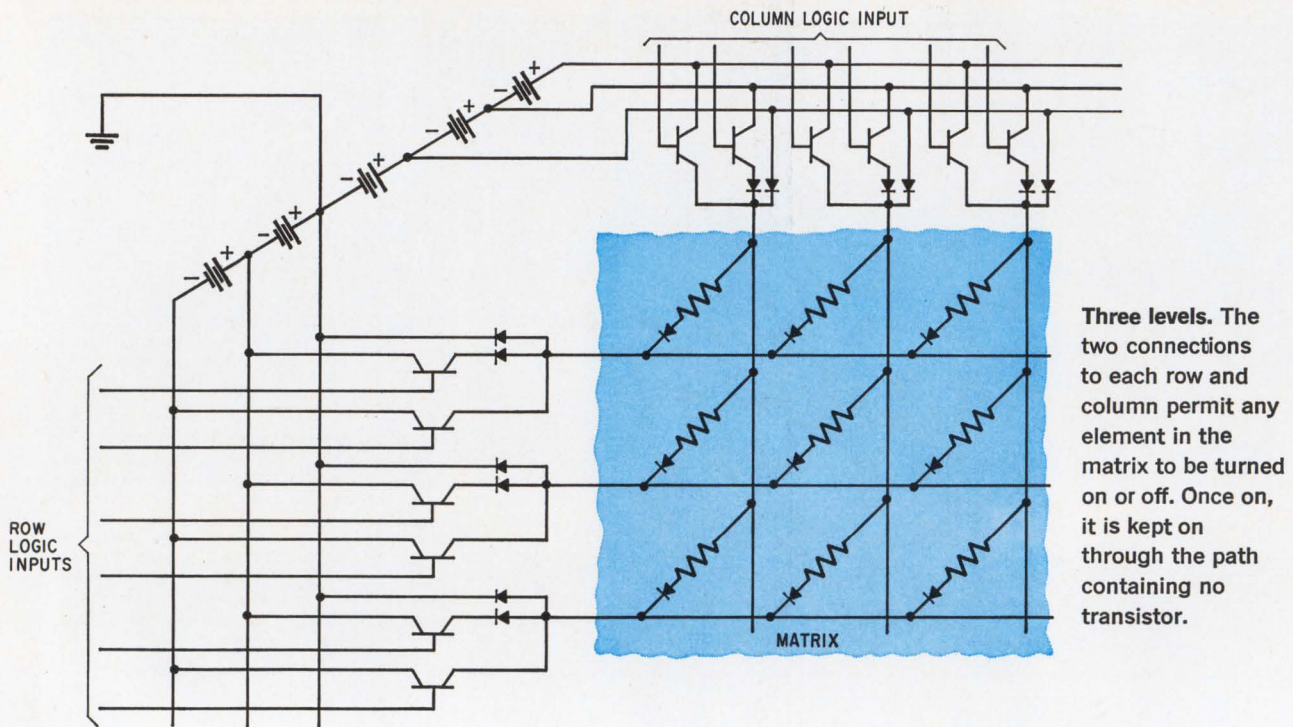 COLUMN LOGIC INPUT
+
-
+
-
+
-
+
-
+
-
Three levels. The
two connections
to each row and
column permit any
element in the
matrix to be turned
on or off. Once on,
it is kept on
through the path
containing no
transistor.
ROW
LOGIC
INPUTS
MATRIX